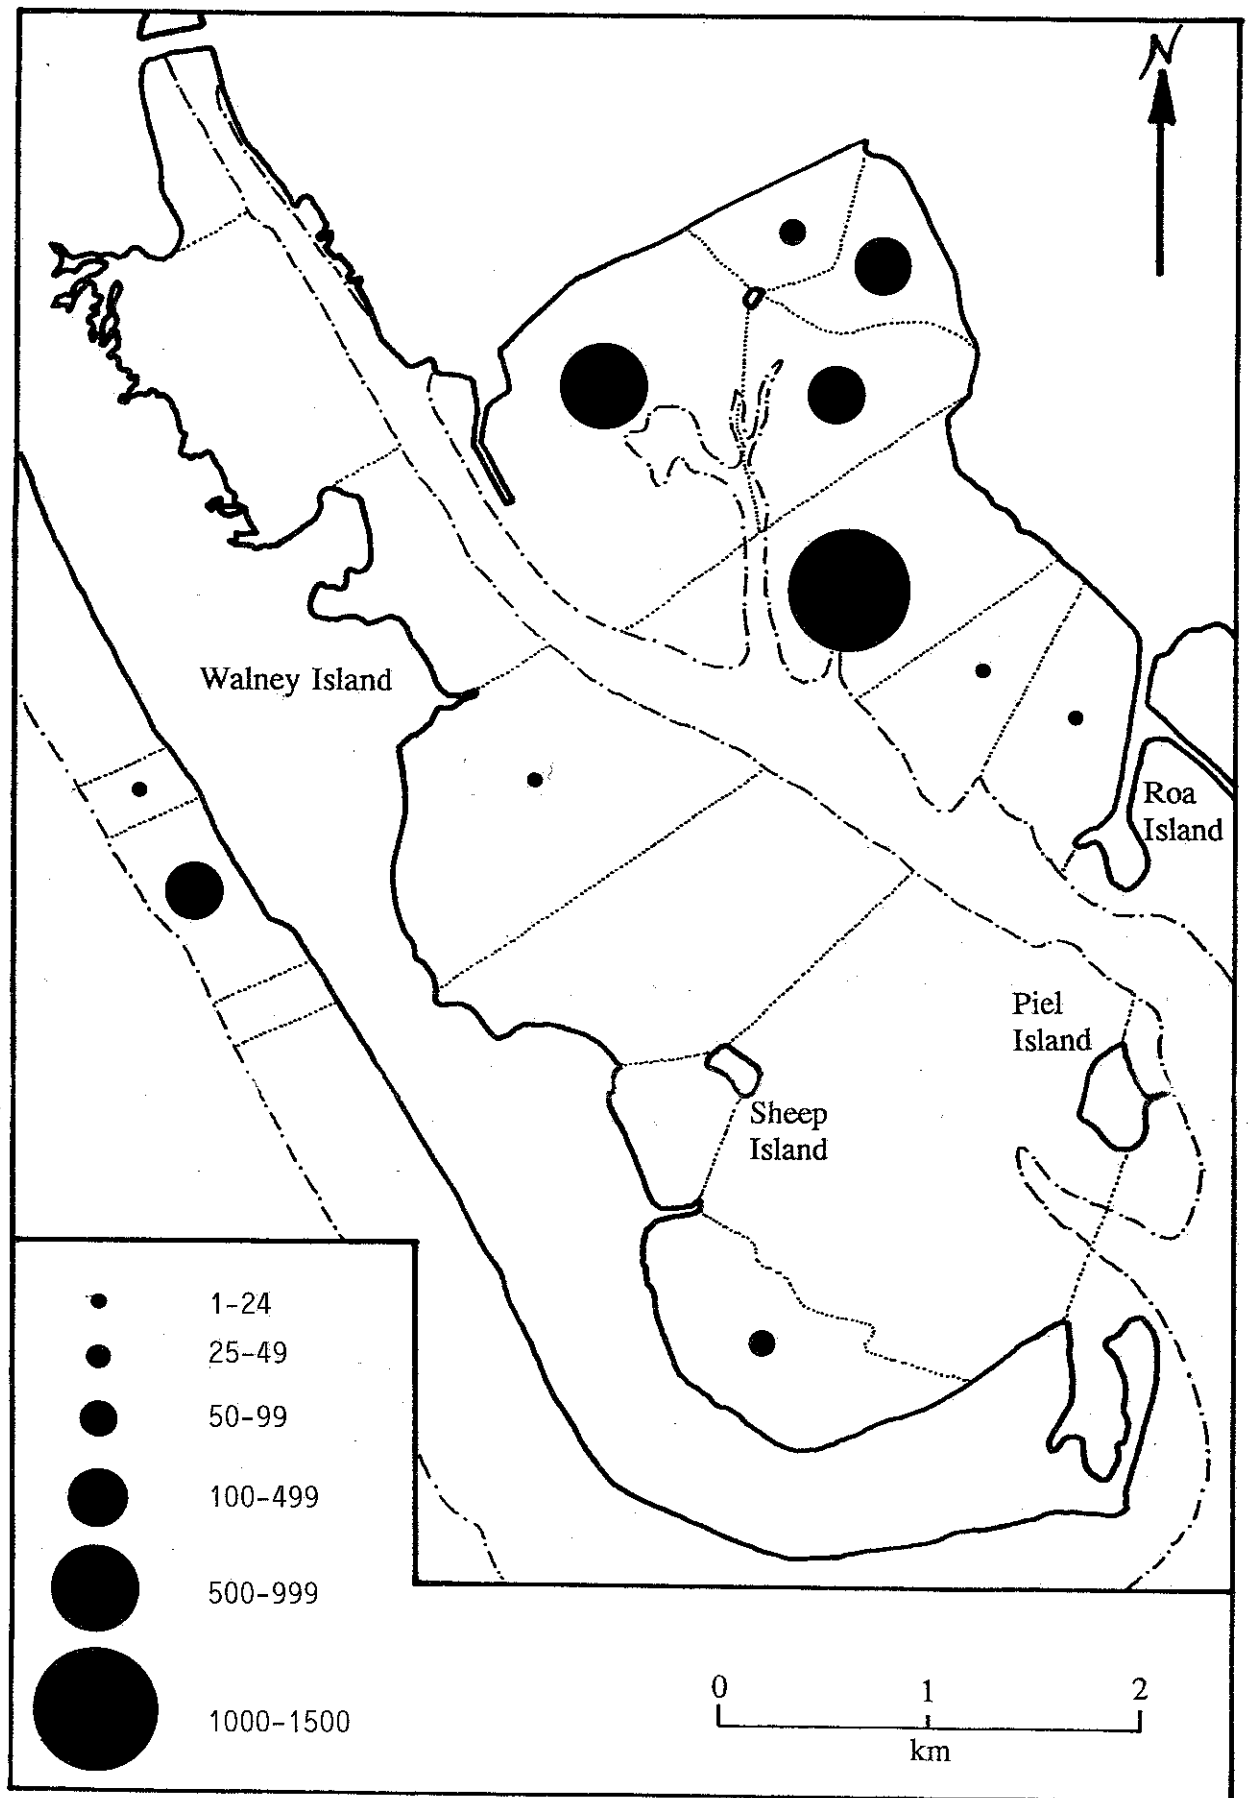 N
Walney Island
Roa
Island
Piel
Island
Sheep
Island
1-24
25-49
50-99
100-499
500-999
1000-1500
0 1 2
km